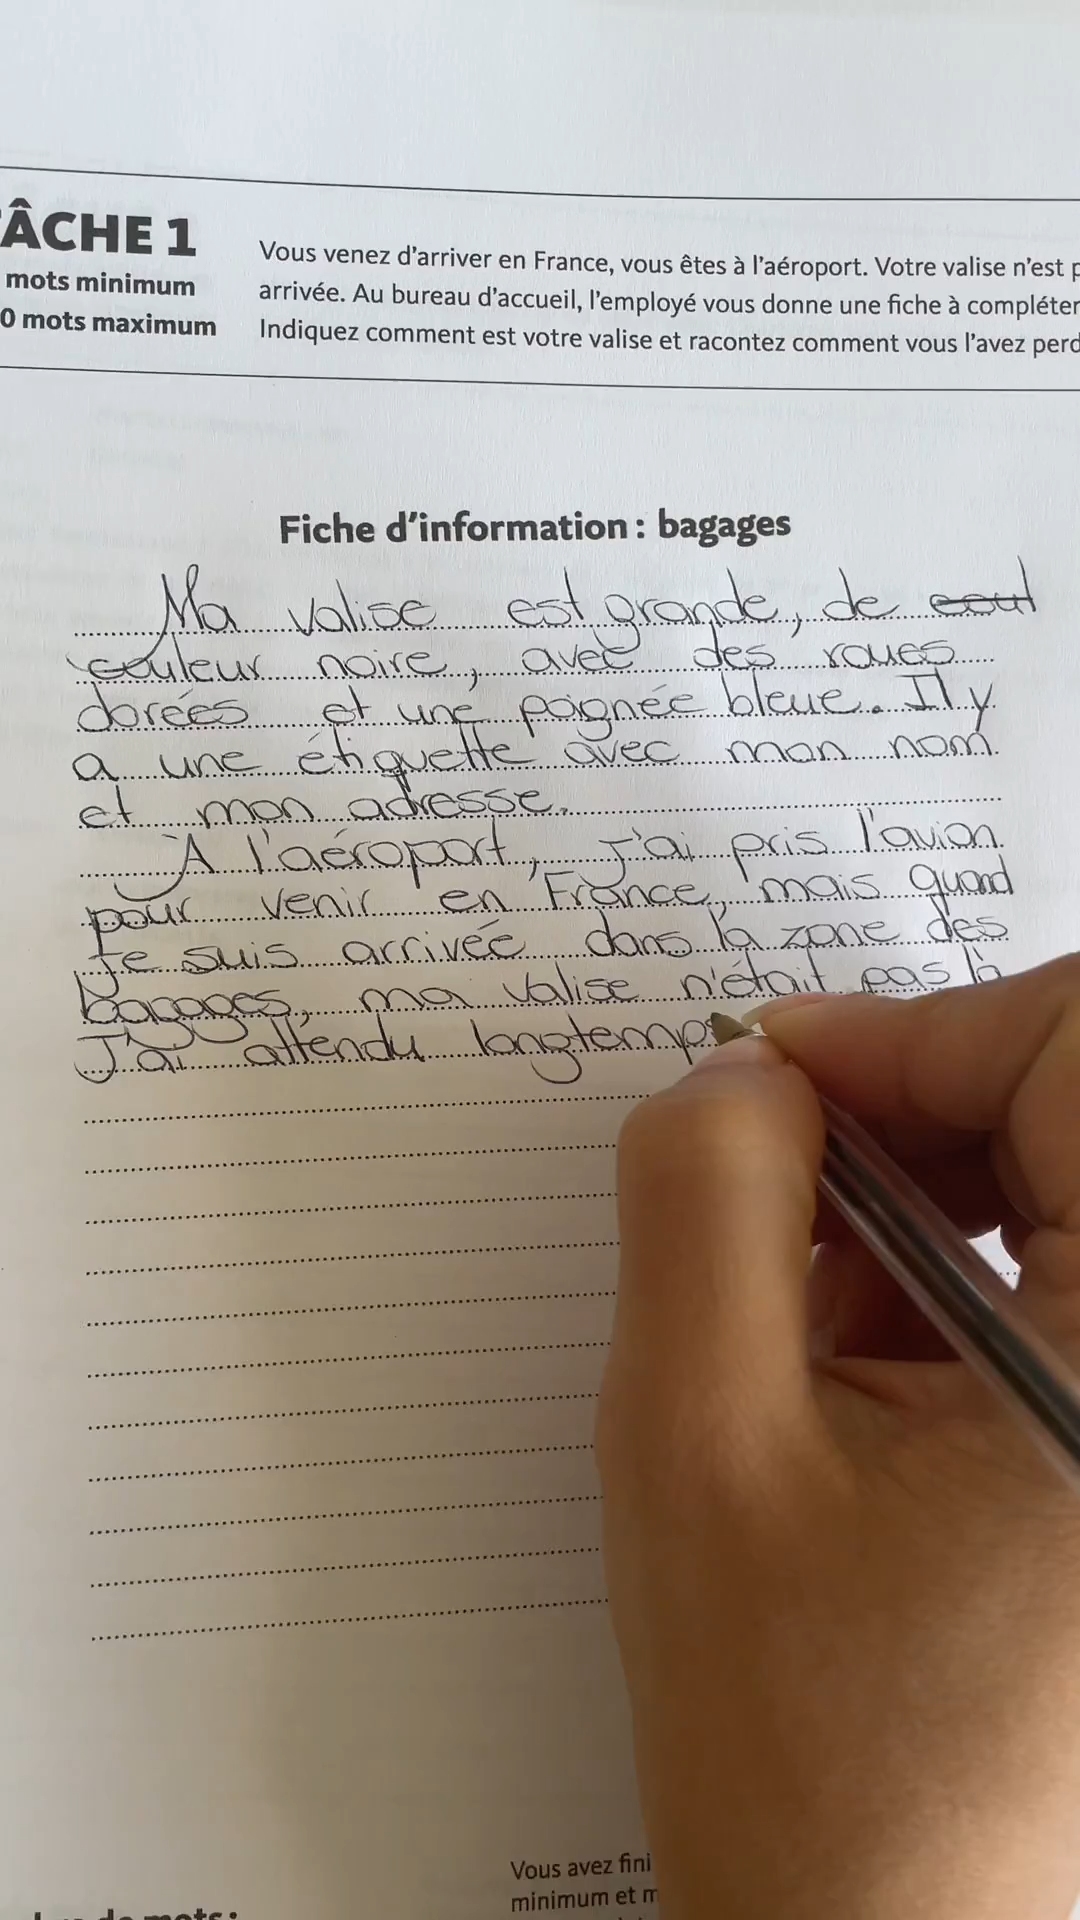 ÂCHE 1
mots minimum
0 mots maximum
Vous venez d'arriver en France, vous êtes à l'aéroport. Votre valise n'est p
arrivée. Au bureau d'accueil, l'employé vous donne une fiche à compléter
Indiquez comment est votre valise et racontez comment vous l'avez perd
Fiche d'information : bagages
Ma valise est grande, de coul
couleur noire, avec des roues
dorées et une poignée bleue. Il y
a une étiquette avec mon nom
et mon adresse.
À l'aéroport, j'ai pris l'avion
pour venir en France, mais quand
je suis arrivée dans la zone des
bagages, ma valise n'était pas là
J'ai attendu longtemps
Vous avez fini
minimum et m
de mots :